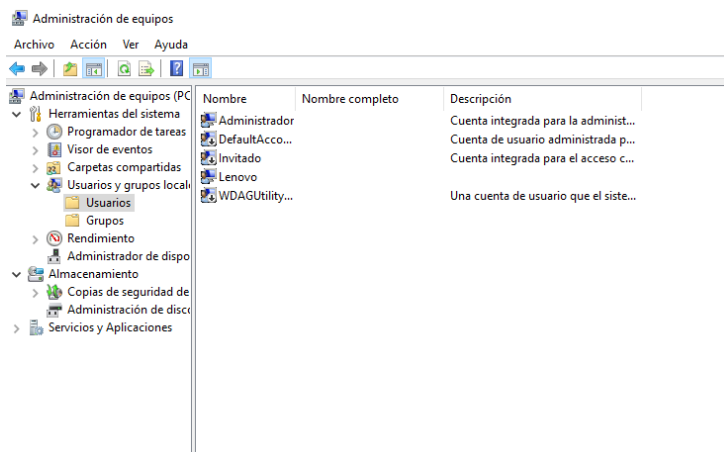 Administración de equipos
Archivo Acción Ver Ayuda
Administración de equipos (PC
Herramientas del sistema
Programador de tareas
Visor de eventos
Carpetas compartidas
Usuarios y grupos locale
Usuarios
Grupos
Rendimiento
Administrador de dispo
Almacenamiento
Copias de seguridad de
Administración de disco
Servicios y Aplicaciones
Nombre Nombre completo Descripción
Administrador Cuenta integrada para la administ...
DefaultAcco... Cuenta de usuario administrada p...
Invitado Cuenta integrada para el acceso c...
Lenovo
WDAGUtility... Una cuenta de usuario que el siste...